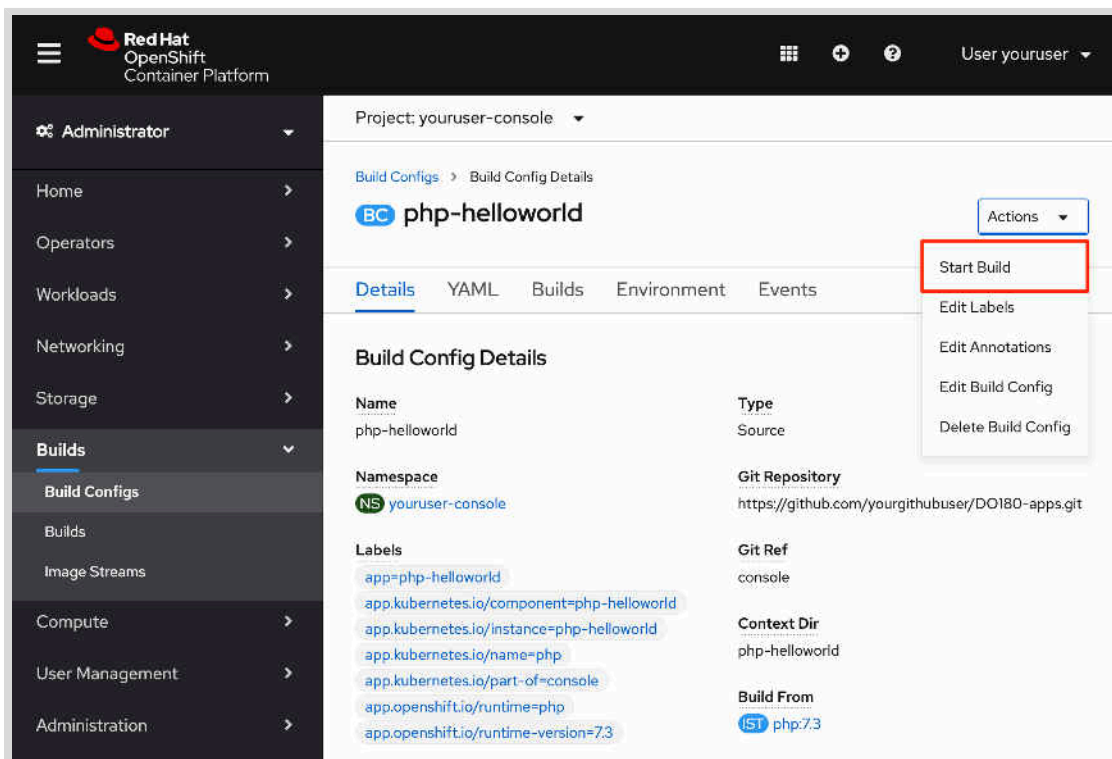 Red Hat
OpenShift
Container Platform
User youruser
Administrator
Home
Operators
Workloads
Networking
Storage
Builds
Build Configs
Builds
Image Streams
Compute
User Management
Administration
Project: youruser-console
Build Configs > Build Config Details
BC php-helloworld
Actions
Start Build
Edit Labels
Edit Annotations
Edit Build Config
Delete Build Config
Details YAML Builds Environment Events
Build Config Details
Name
php-helloworld
Namespace
NS youruser-console
Labels
app=php-helloworld
app.kubernetes.io/component=php-helloworld
app.kubernetes.io/instance=php-helloworld
app.kubernetes.io/name=php
app.kubernetes.io/part-of=console
app.openshift.io/runtime=php
app.openshift.io/runtime-version=7.3
Type
Source
Git Repository
https://github.com/yourgithubuser/DO180-apps.git
Git Ref
console
Context Dir
php-helloworld
Build From
IST php:7.3